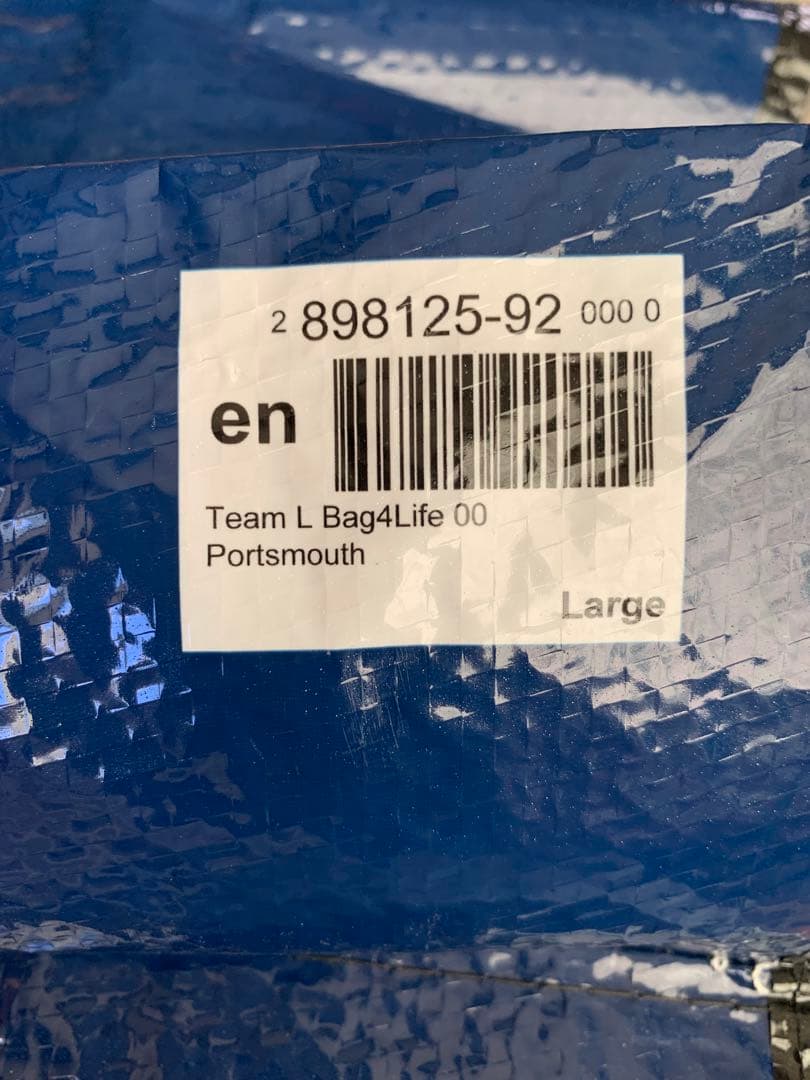 2 898125-92 000 0
en
Team L Bag4Life 00
Portsmouth
Large